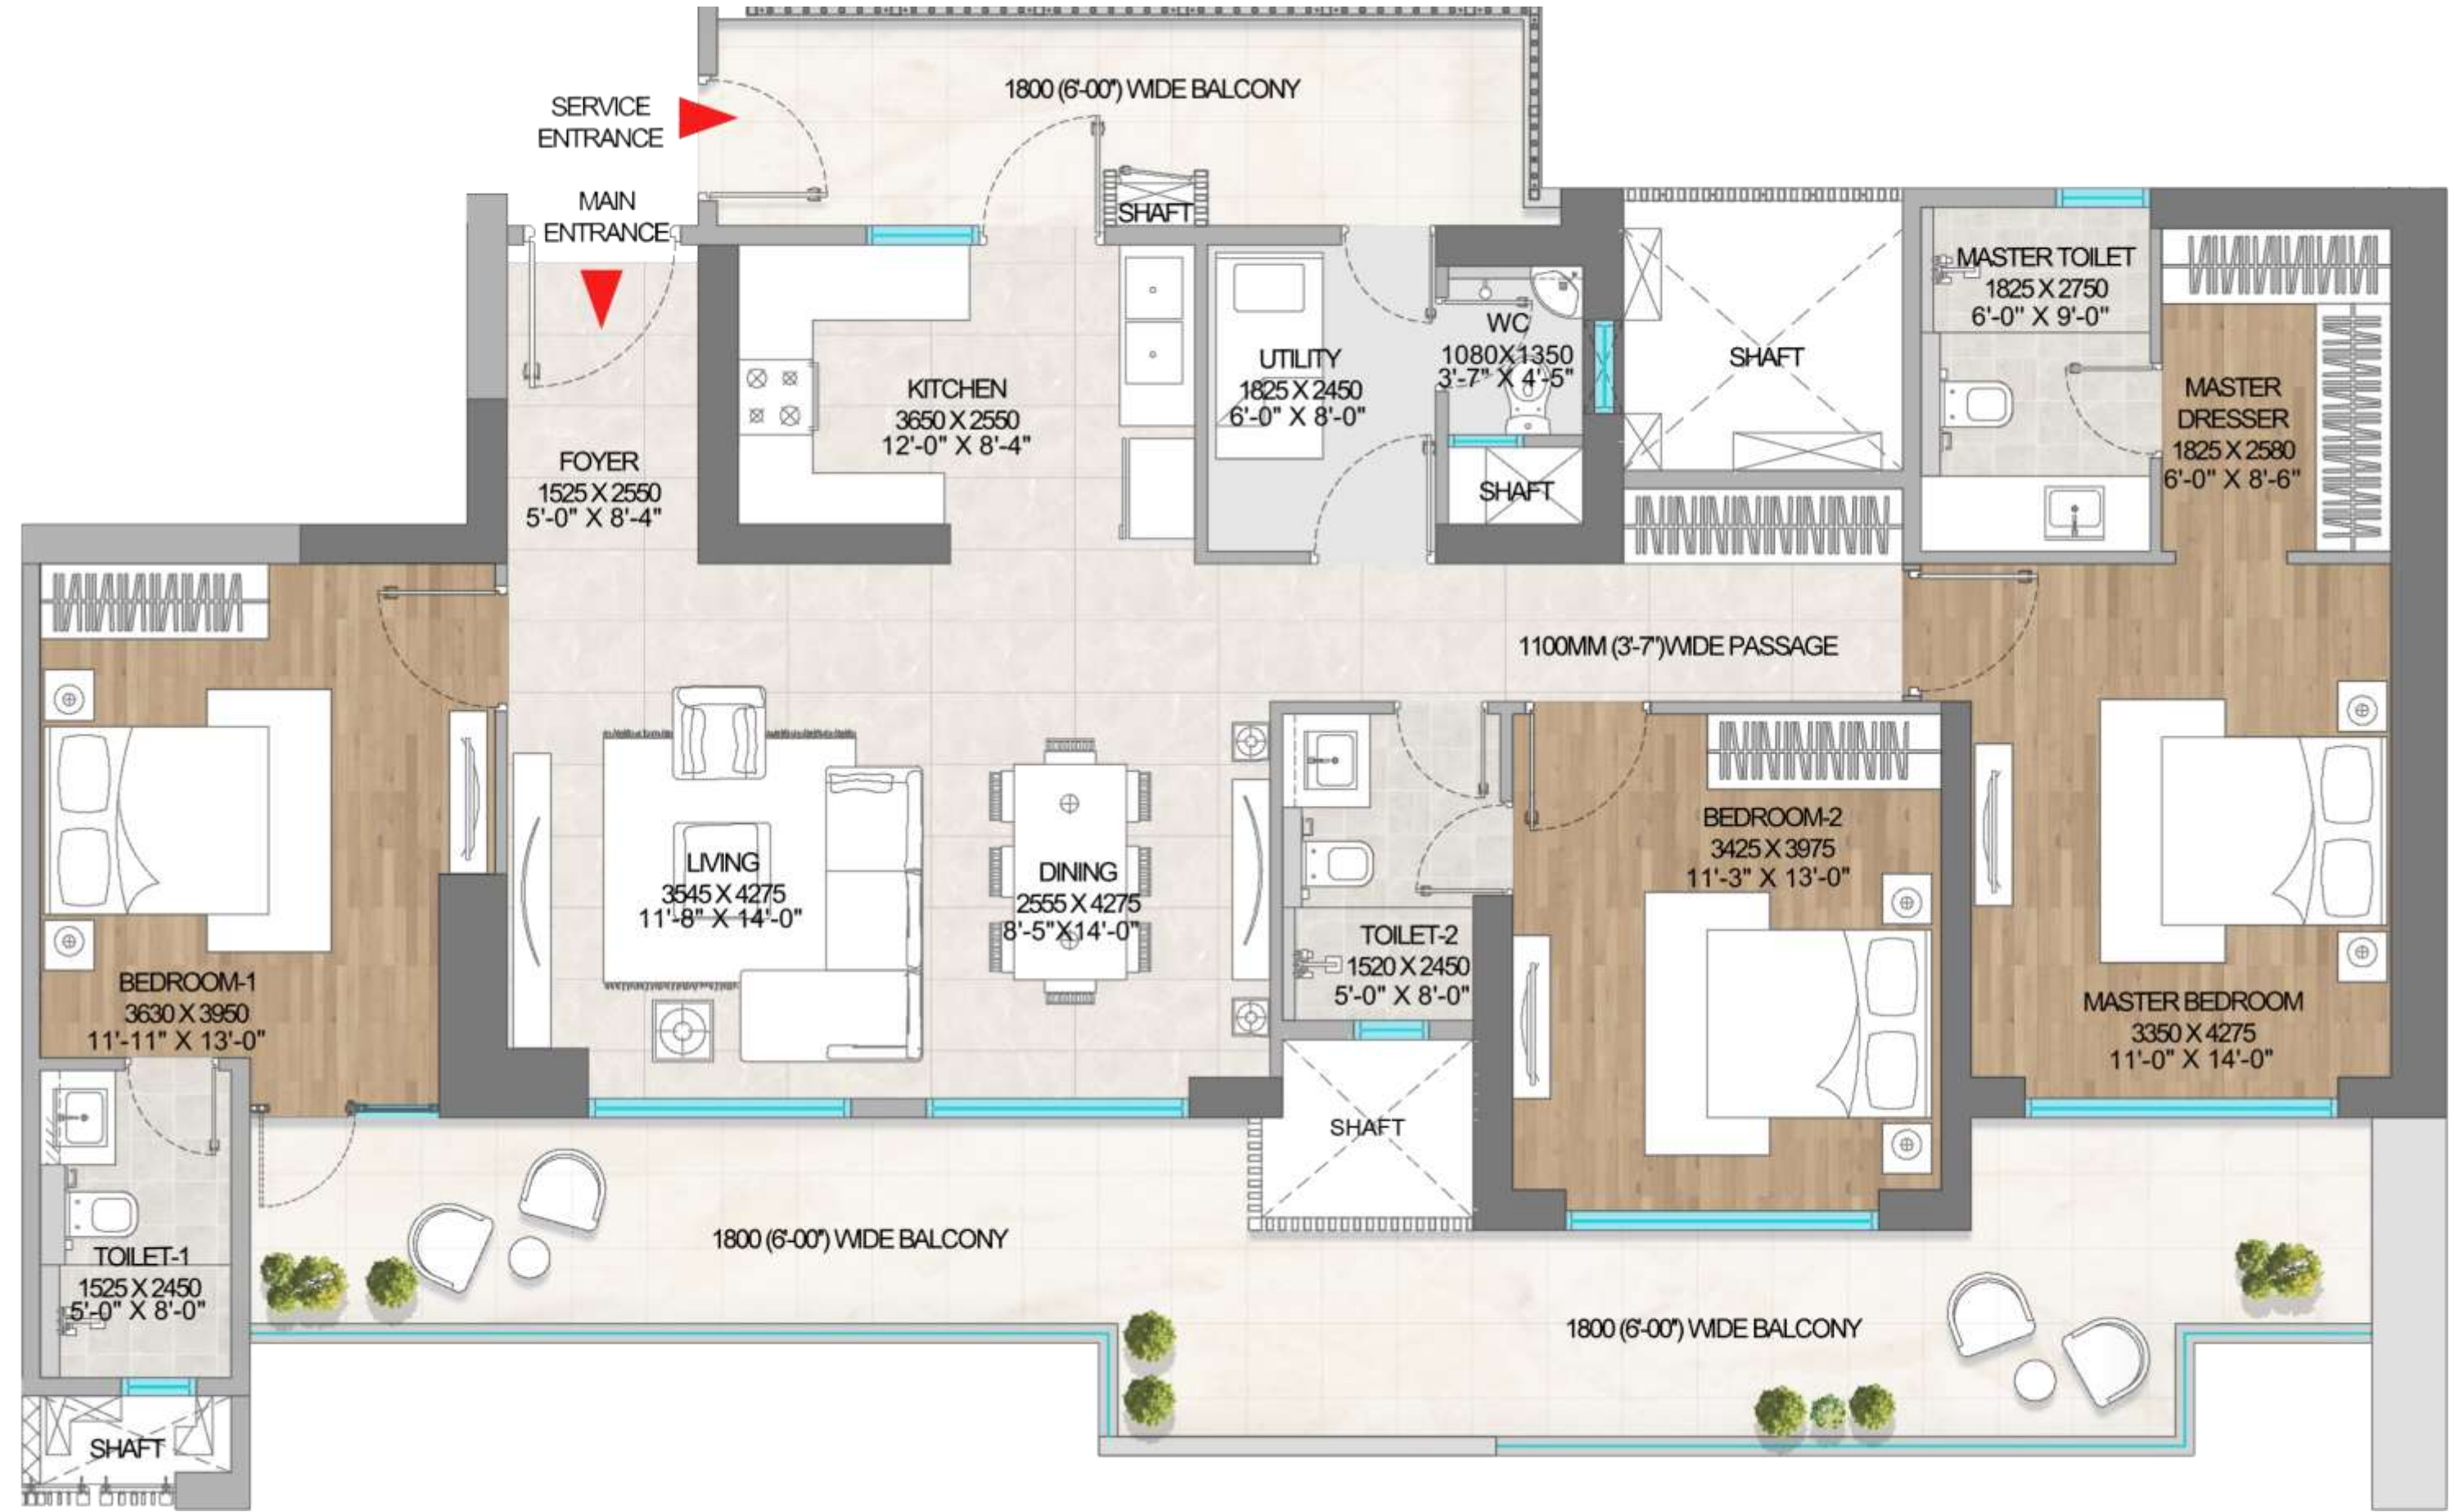 1800 (6'-00") WIDE BALCONY
SERVICE
ENTRANCE
MAIN
ENTRANCE
SHAFT
MASTER TOILET
1825 X 2750
6'-0" X 9'-0"
WC
1080X1350
3'-7" X 4'-5"
UTILITY
1825 X 2450
6'-0" X 8'-0"
SHAFT
KITCHEN
3650 X 2550
12'-0" X 8'-4"
MASTER
DRESSER
1825 X 2580
6'-0" X 8'-6"
FOYER
1525 X 2550
5'-0" X 8'-4"
SHAFT
1100MM (3'-7")WIDE PASSAGE
LIVING
3545 X 4275
11'-8" X 14'-0"
DINING
2555 X 4275
8'-5"X14'-0"
BEDROOM-2
3425 X 3975
11'-3" X 13'-0"
TOILET-2
1520 X 2450
5'-0" X 8'-0"
BEDROOM-1
3630 X 3950
11'-11" X 13'-0"
MASTER BEDROOM
3350 X 4275
11'-0" X 14'-0"
SHAFT
1800 (6'-00") WIDE BALCONY
TOILET-1
1525 X 2450
5'-0" X 8'-0"
1800 (6'-00") WIDE BALCONY
SHAFT